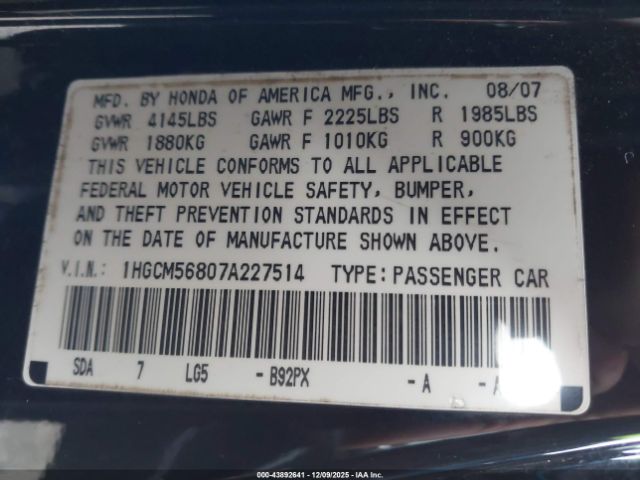 MFD. BY HONDA OF AMERICA MFG., INC. 08/07
GVWR 4145LBS GAWR F 2225LBS R 1985LBS
GVWR 1880KG GAWR F 1010KG R 900KG
THIS VEHICLE CONFORMS TO ALL APPLICABLE
FEDERAL MOTOR VEHICLE SAFETY, BUMPER,
AND THEFT PREVENTION STANDARDS IN EFFECT
ON THE DATE OF MANUFACTURE SHOWN ABOVE.
V.I.N.: 1HGCM56807A227514 TYPE: PASSENGER CAR
SDA 7 LG5 - B92PX - A - A
000-43892641 - 12/09/2025 - IAA Inc.